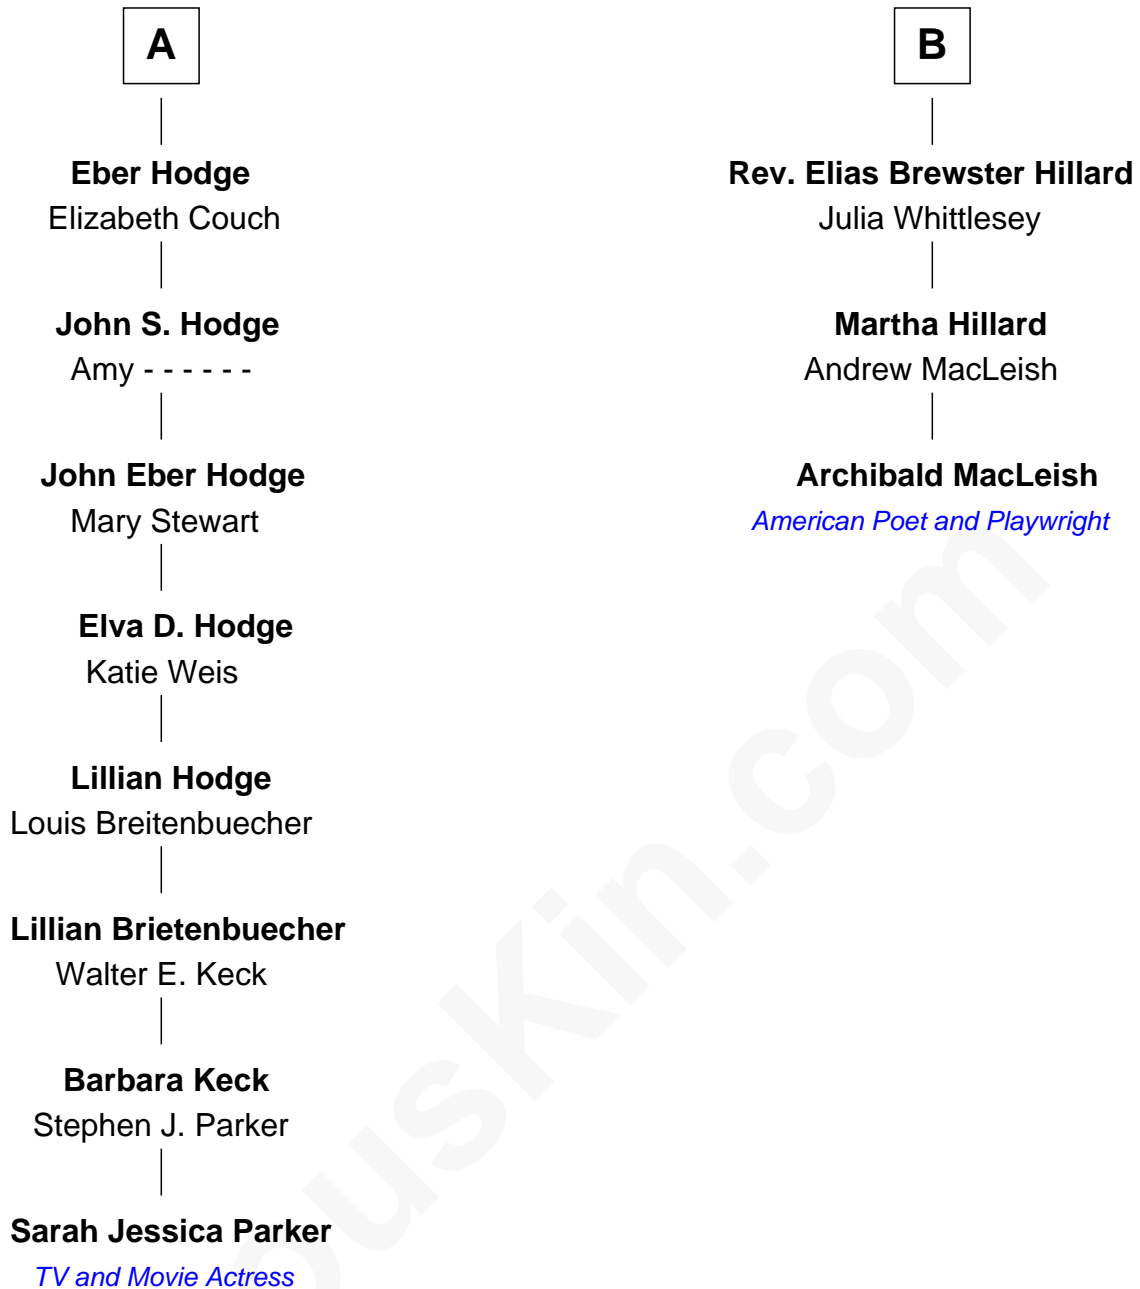 A
Eber Hodge
Elizabeth Couch
John S. Hodge
Amy - - - - - -
John Eber Hodge
Mary Stewart
Elva D. Hodge
Katie Weis
Lillian Hodge
Louis Breitenbuecher
Lillian Brietenbuecher
Walter E. Keck
Barbara Keck
Stephen J. Parker
Sarah Jessica Parker
TV and Movie Actress
B
Rev. Elias Brewster Hillard
Julia Whittlesey
Martha Hillard
Andrew MacLeish
Archibald MacLeish
American Poet and Playwright
ouskin.com